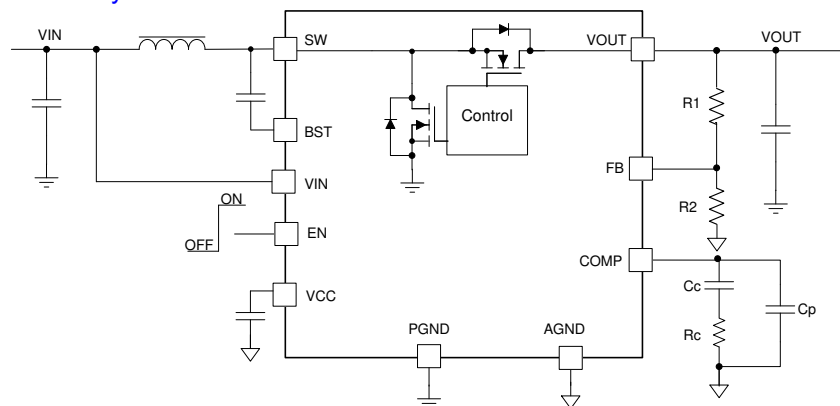 VIN
SW
VOUT
VOUT
R1
Control
BST
FB
VIN
ON
R2
OFF
EN
COMP
Cc
VCC
Cp
PGND
AGND
Rc